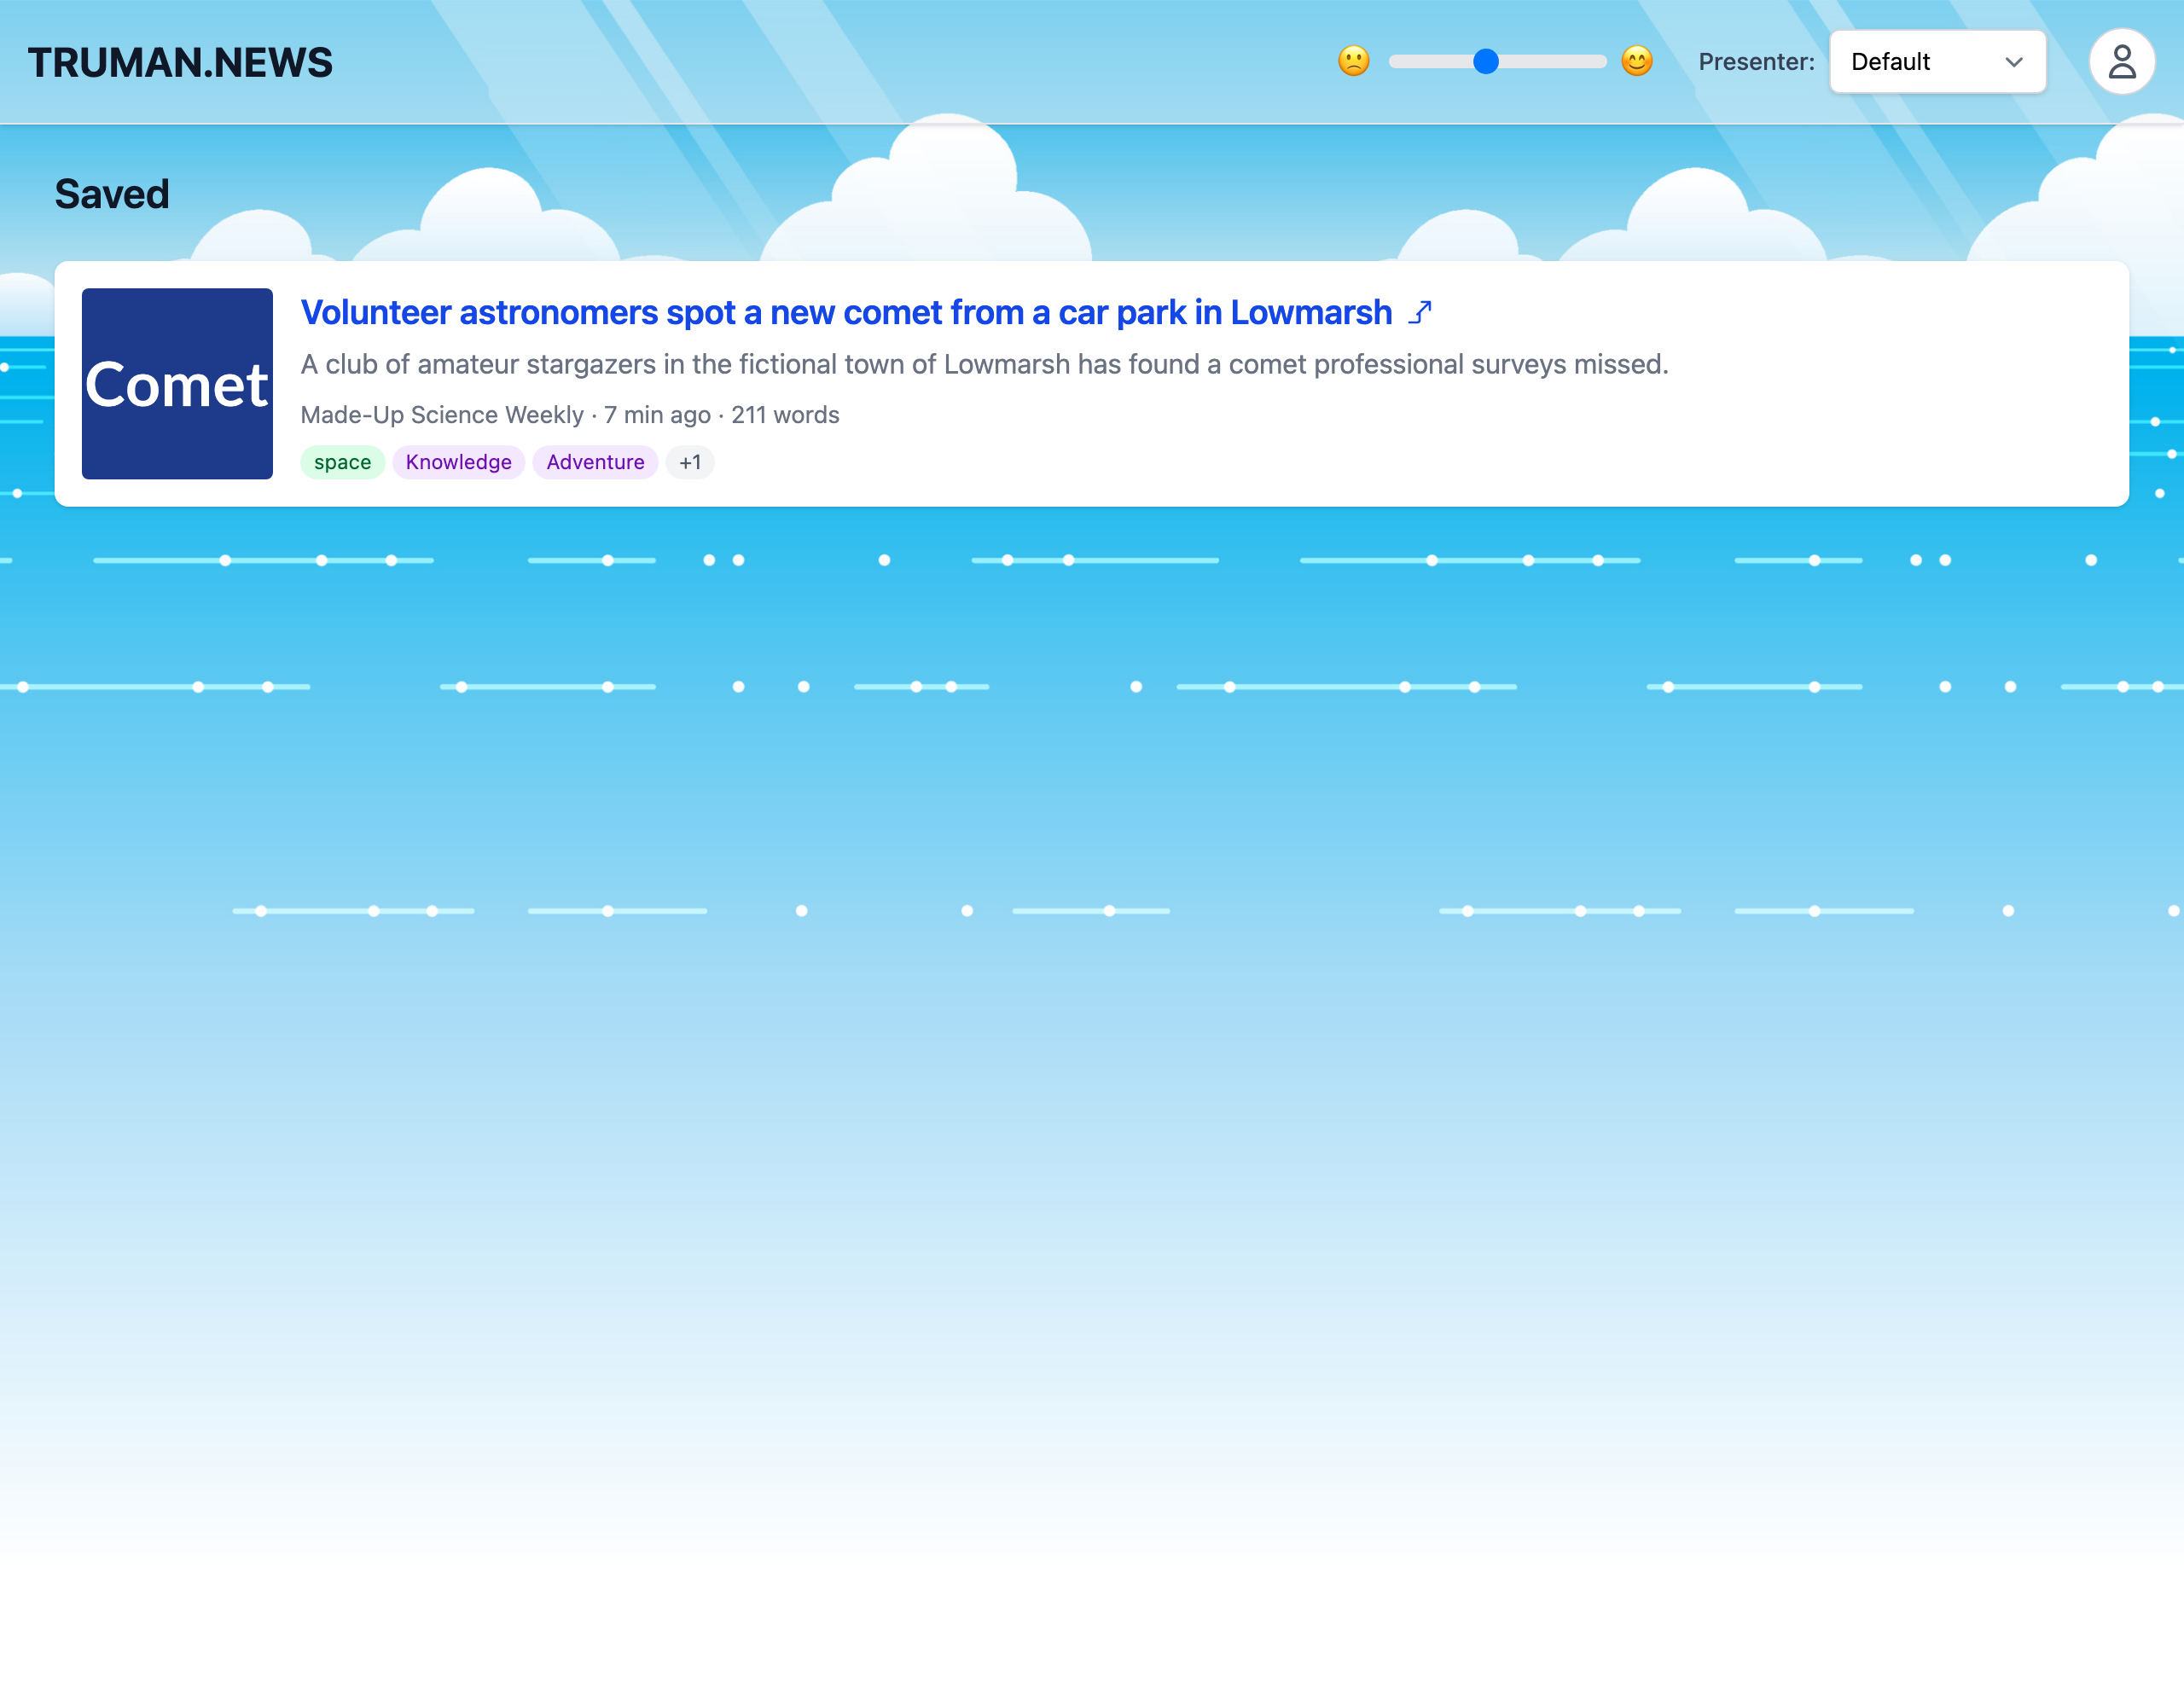 TRUMAN.NEWS
Presenter: Default
Saved
Comet
Volunteer astronomers spot a new comet from a car park in Lowmarsh
A club of amateur stargazers in the fictional town of Lowmarsh has found a comet professional surveys missed.
Made-Up Science Weekly · 7 min ago · 211 words
space Knowledge Adventure +1